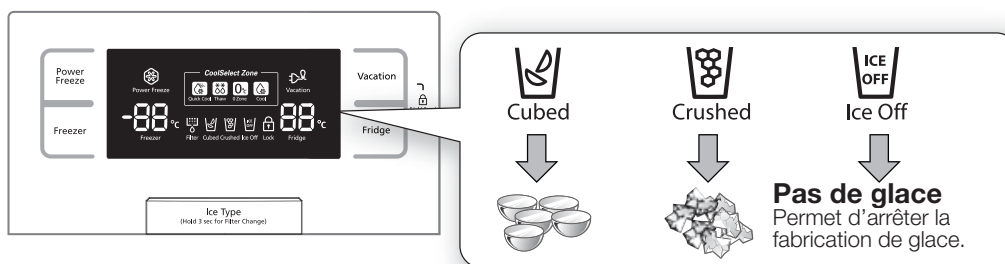 Power
Freeze
Freezer
Power Freeze
CoolSelect Zone
Quick Cool Thaw 0 Zone Cool
Vacation
-88 °c
88 °c
Freezer
Filter Cubed Crushed Ice Off Lock
Fridge
Vacation
Fridge
Ice Type
(Hold 3 sec for Filter Change)
Cubed
Crushed
ICE
OFF
Ice Off
Pas de glace
Permet d'arrêter la
fabrication de glace.